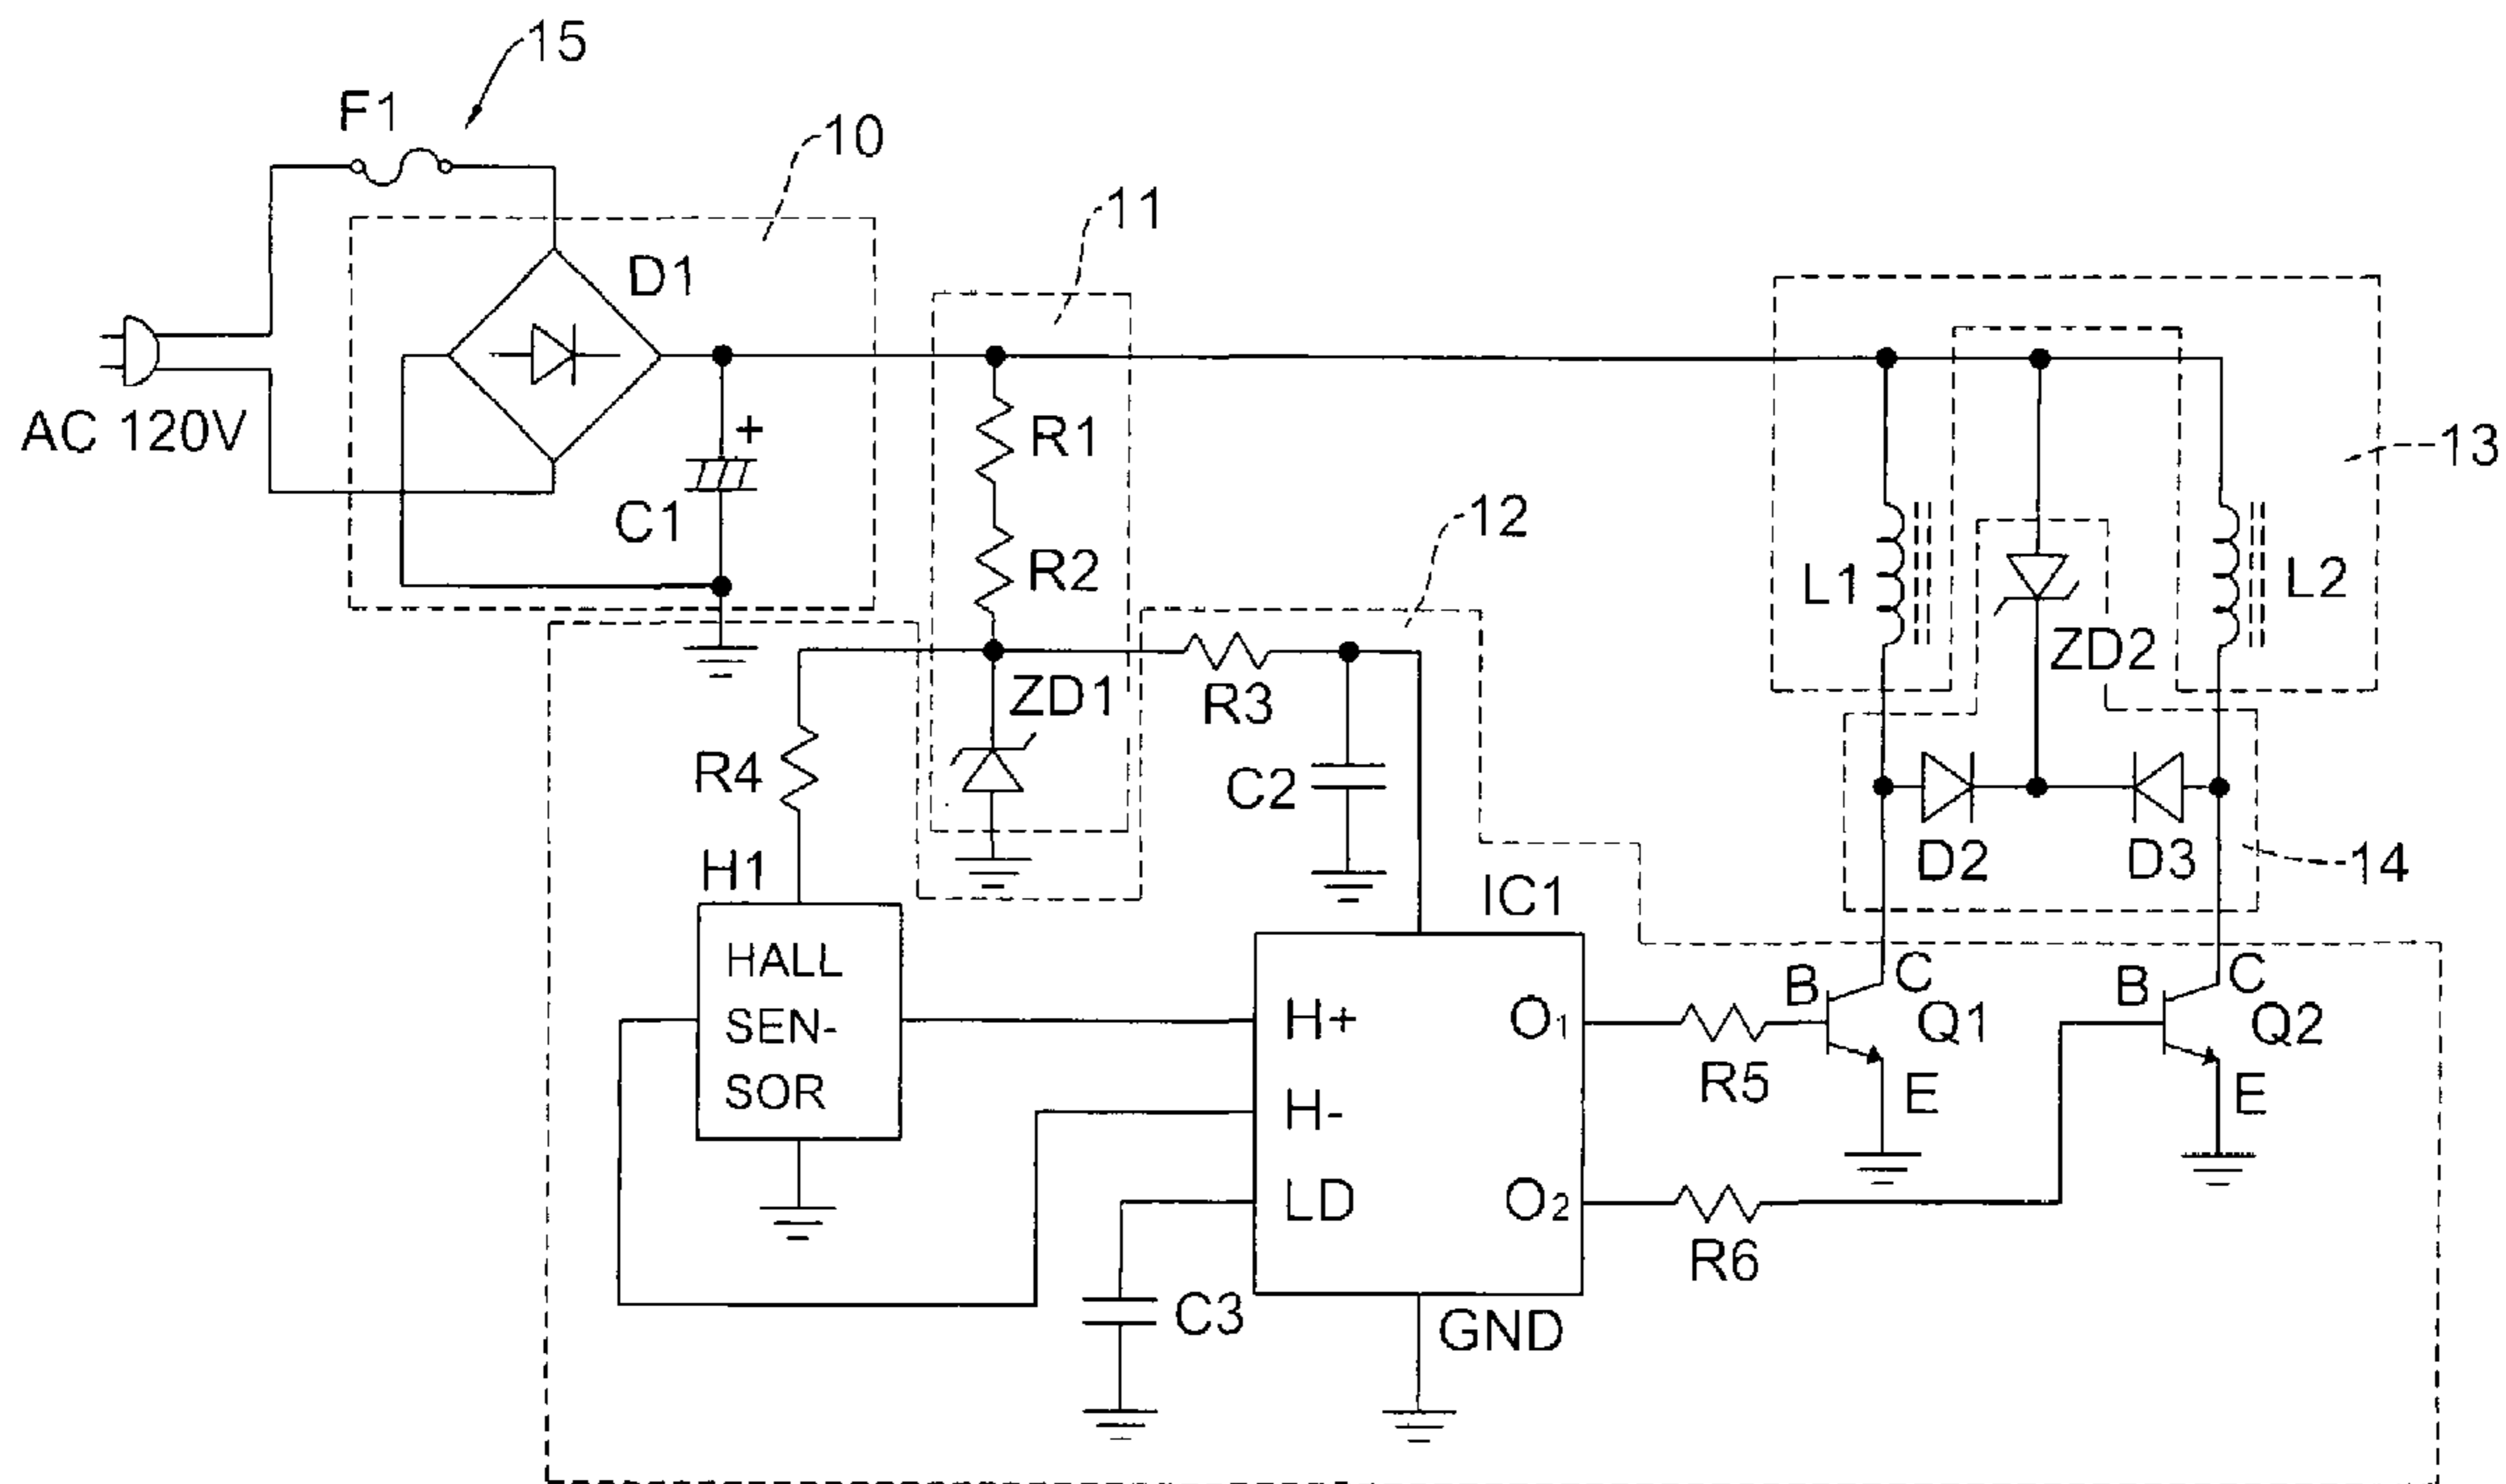 15
F1
10
11
D1
AC 120V
+
C1
R1
R2
12
13
L1
L2
ZD2
ZD1
R3
R4
C2
D2
D3
14
H1
IC1
HALL
SEN-
SOR
H+
H-
LD
O1
O2
GND
B
C
Q1
E
B
C
Q2
E
R5
R6
C3